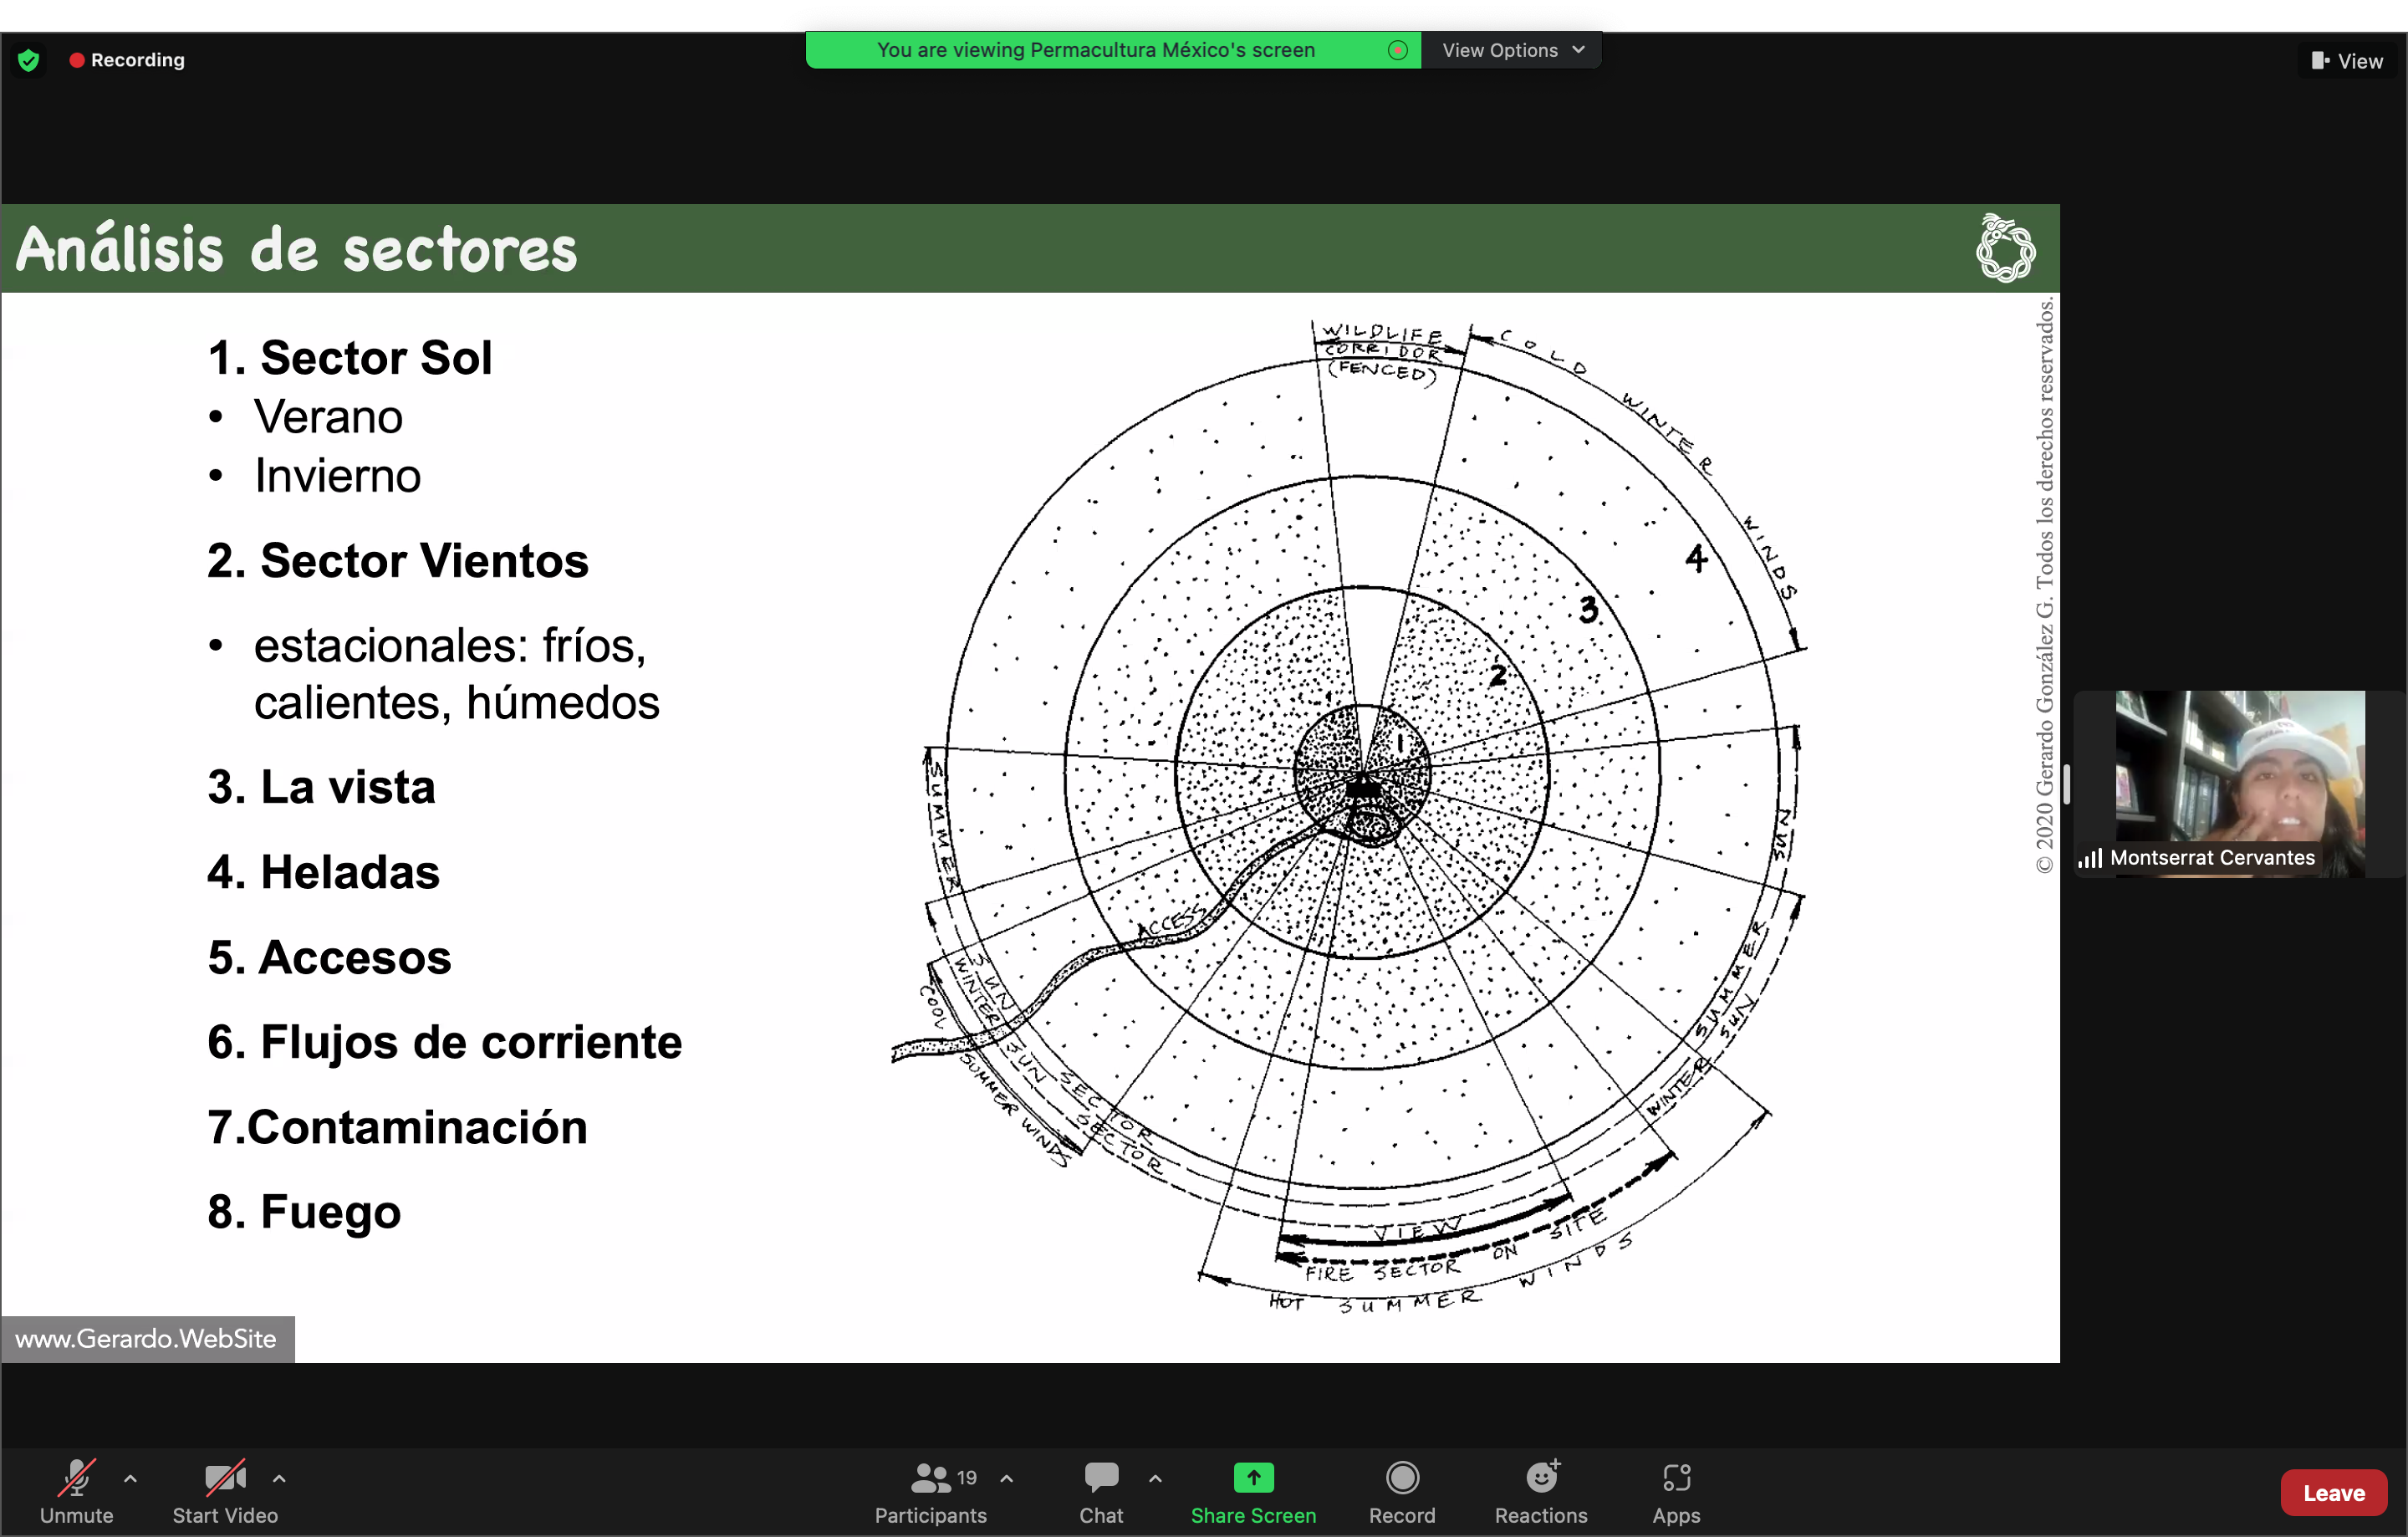 Recording
You are viewing Permacultura México's screen
View Options
View
Análisis de sectores
1. Sector Sol
• Verano
• Invierno
2. Sector Vientos
• estacionales: fríos,
calientes, húmedos
3. La vista
4. Heladas
5. Accesos
6. Flujos de corriente
7.Contaminación
8. Fuego
www.Gerardo.WebSite
WILDLIFE
CORRIDOR
(FENCED)
COLD WINTER WINDS
4
3
2
1
SUN
SUMMER
SUMMER
SUN
WINTER
ACCESS
SUN SECTOR
WINTER SUN SECTOR
COOL SUMMER WINDS
VIEW
FIRE SECTOR ON SITE
HOT SUMMER WINDS
© 2020 Gerardo González G. Todos los derechos reservados.
Montserrat Cervantes
Unmute
Start Video
19
Participants
Chat
Share Screen
Record
Reactions
Apps
Leave